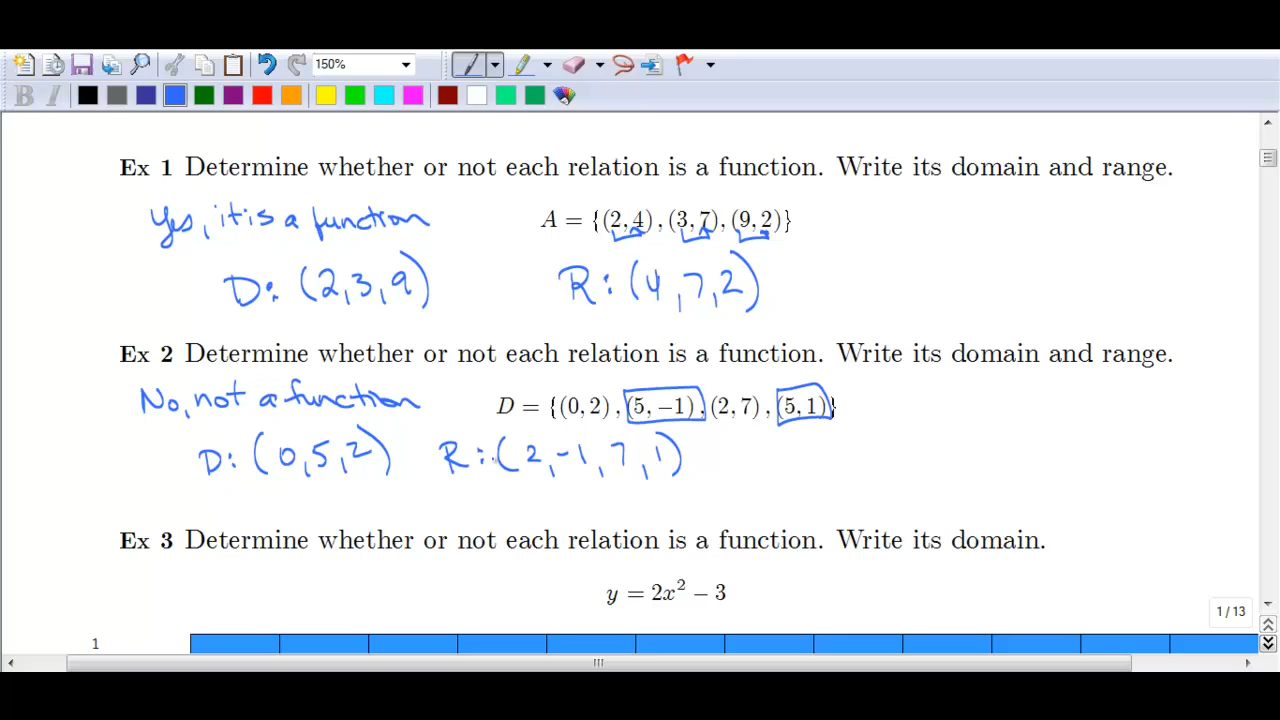 150%
B I
Ex 1 Determine whether or not each relation is a function. Write its domain and range.
Yes, it is a function A = {(2, 4), (3, 7), (9, 2)}
D: (2, 3, 9) R: (4, 7, 2)
Ex 2 Determine whether or not each relation is a function. Write its domain and range.
No, not a function D = {(0, 2), (5, −1), (2, 7), (5, 1)}
D: (0, 5, 2) R: (2, -1, 7, 1)
Ex 3 Determine whether or not each relation is a function. Write its domain.
y = 2x² − 3
1 / 13
1